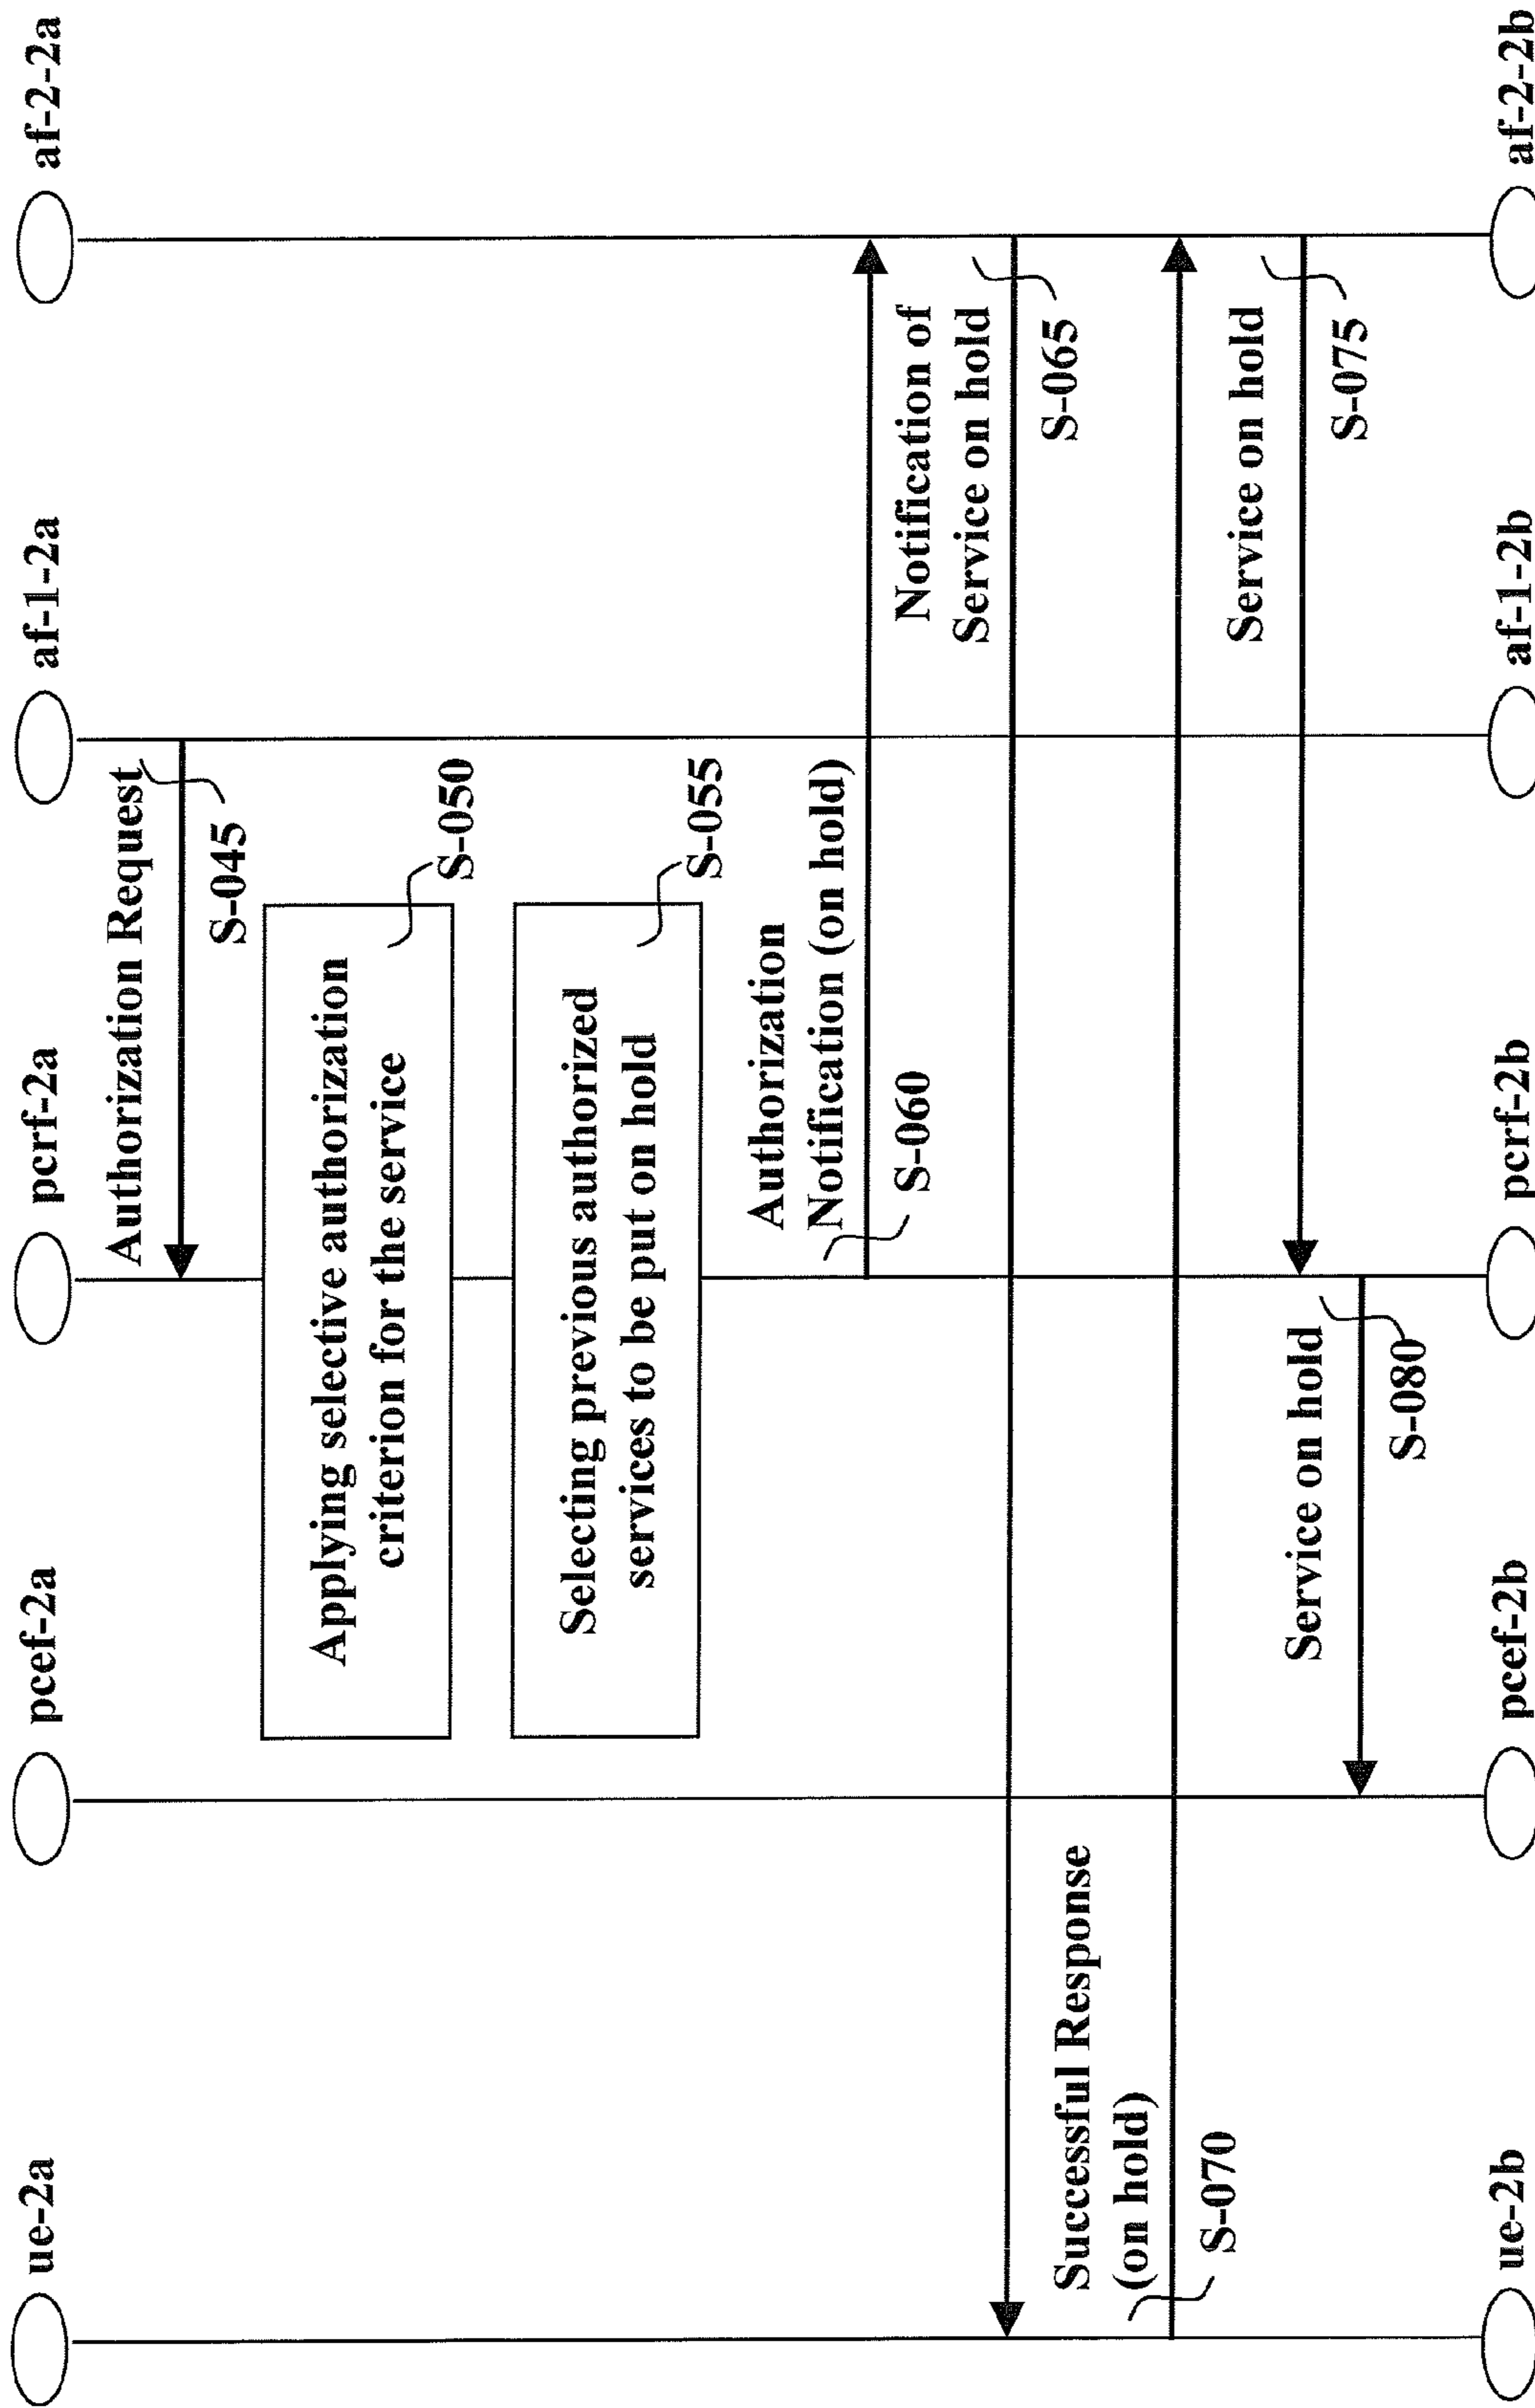 ue-2a
pcef-2a
pcrf-2a
af-1-2a
af-2-2a
Authorization Request
S-045
Applying selective authorization
criterion for the service
S-050
Selecting previous authorized
services to be put on hold
S-055
Authorization
Notification (on hold)
S-060
Notification of
Service on hold
S-065
Successful Response
(on hold)
S-070
Service on hold
S-075
Service on hold
S-080
ue-2b
pcef-2b
pcrf-2b
af-1-2b
af-2-2b